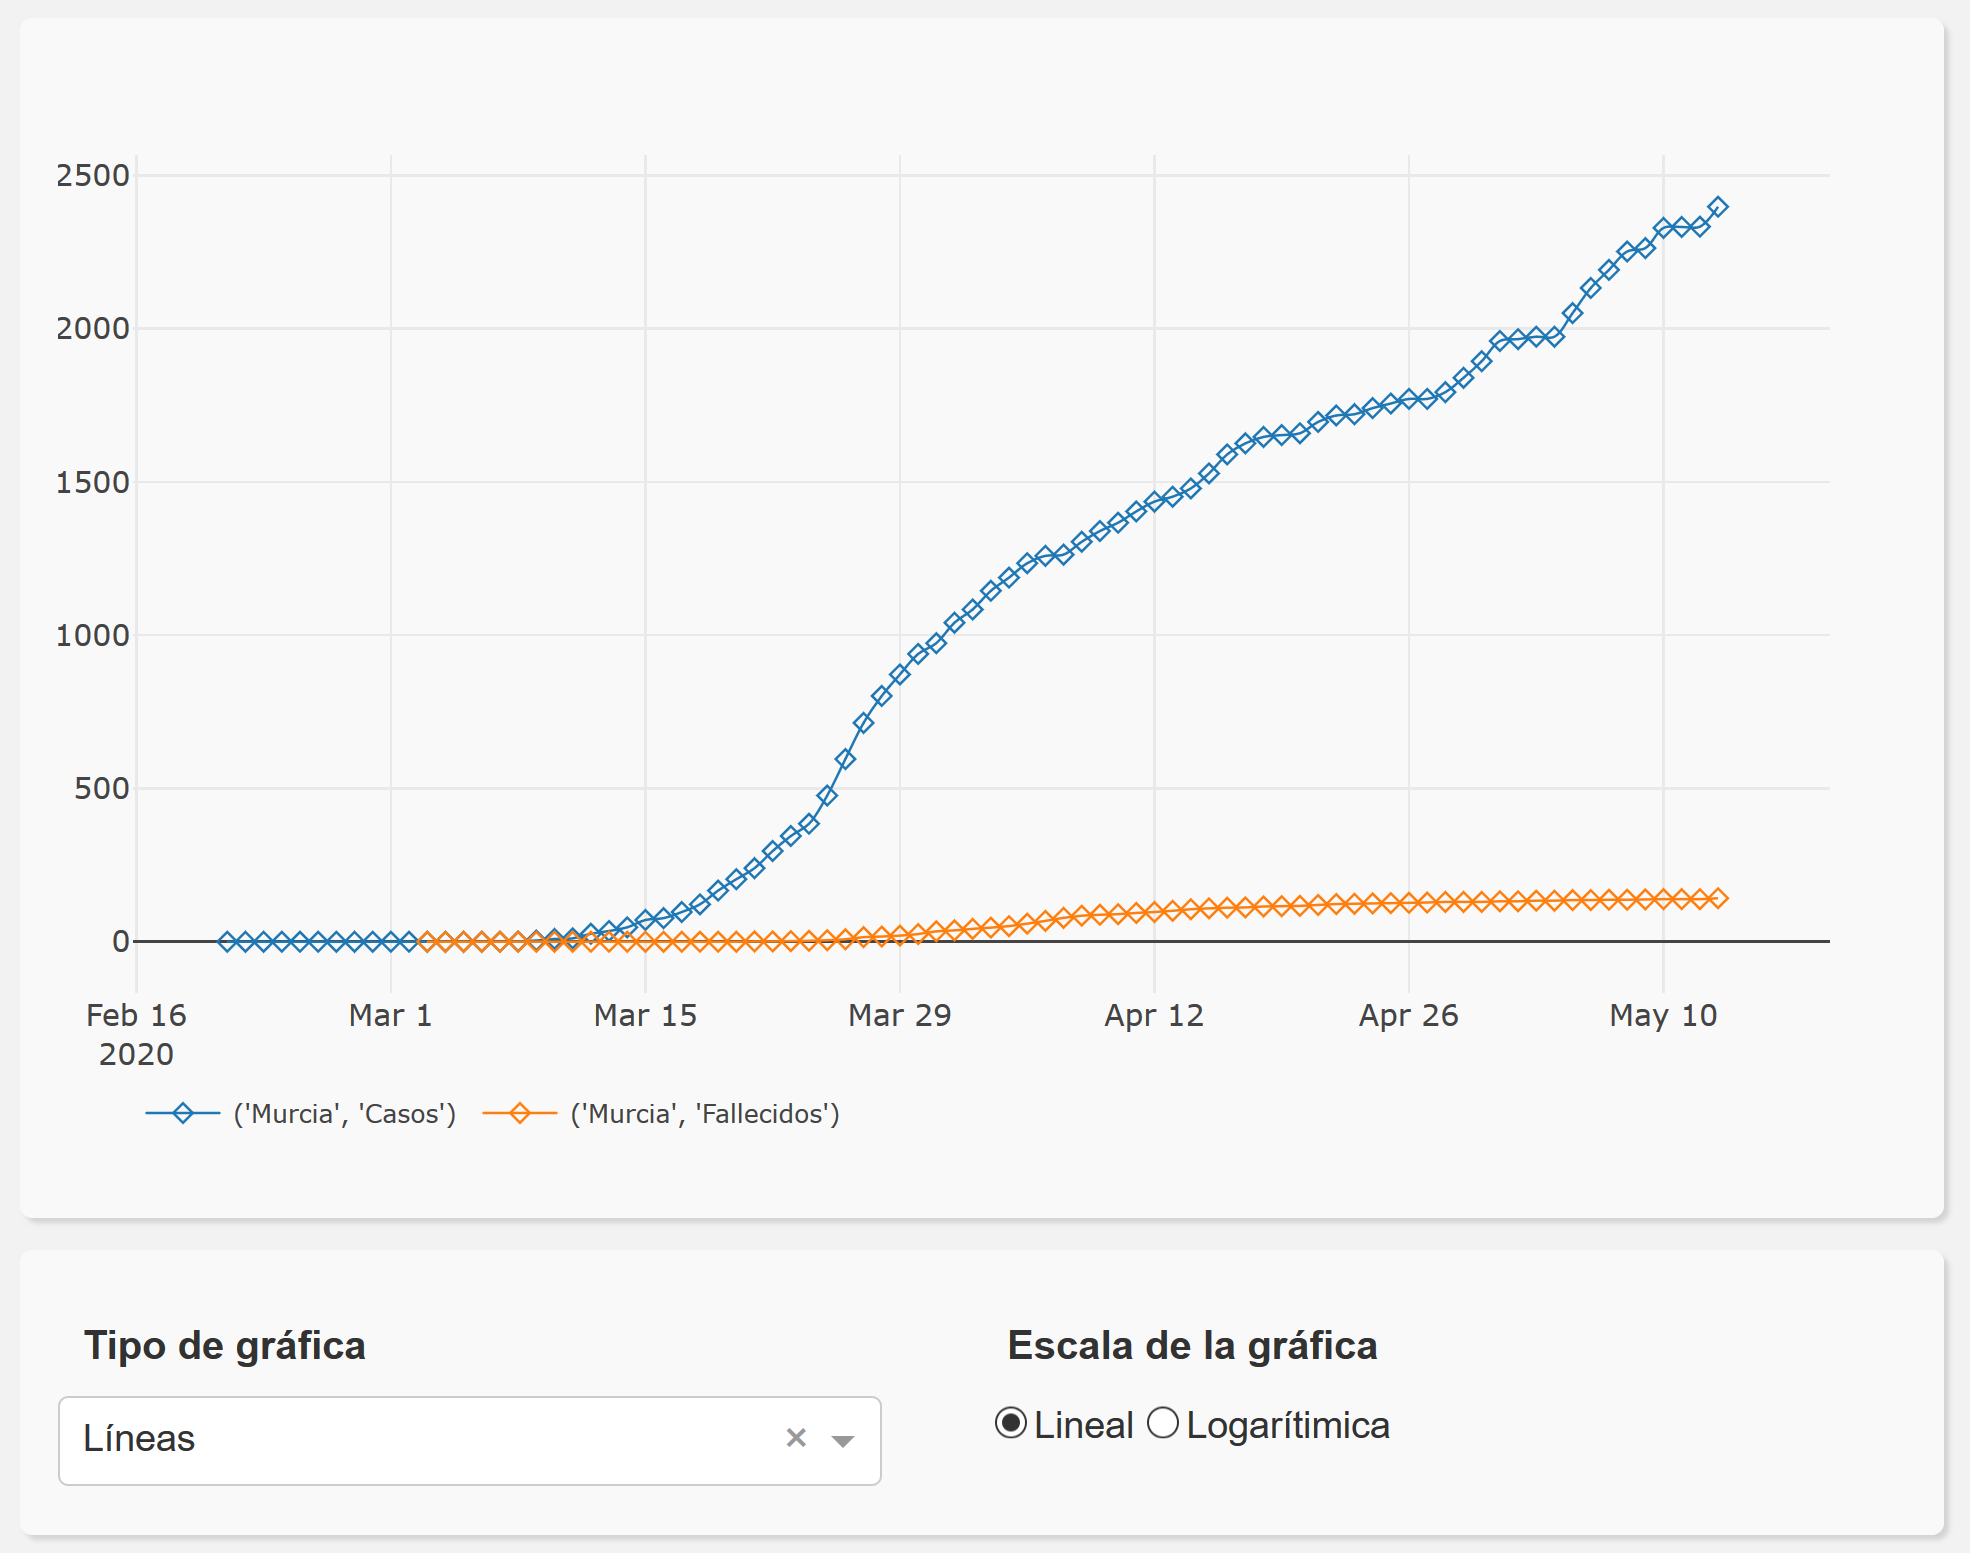 2500
2000
1500
1000
500
0
Feb 16 Mar 1 Mar 15 Mar 29 Apr 12 Apr 26 May 10
2020
('Murcia', 'Casos') ('Murcia', 'Fallecidos')
Tipo de gráfica Escala de la gráfica
Líneas × Lineal Logarítimica